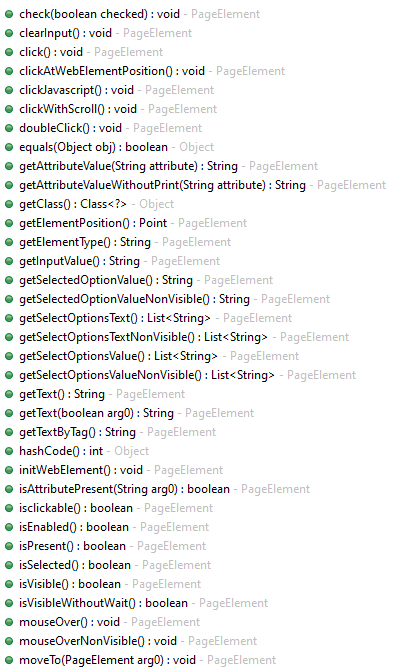 check(boolean checked) : void - PageElement
clearInput() : void - PageElement
click() : void - PageElement
clickAtWebElementPosition() : void - PageElement
clickJavascript() : void - PageElement
clickWithScroll() : void - PageElement
doubleClick() : void - PageElement
equals(Object obj) : boolean - Object
getAttributeValue(String attribute) : String - PageElement
getAttributeValueWithoutPrint(String attribute) : String - PageElement
getClass() : Class<?> - Object
getElementPosition() : Point - PageElement
getElementType() : String - PageElement
getInputValue() : String - PageElement
getSelectedOptionValue() : String - PageElement
getSelectedOptionValueNonVisible() : String - PageElement
getSelectOptionsText() : List<String> - PageElement
getSelectOptionsTextNonVisible() : List<String> - PageElement
getSelectOptionsValue() : List<String> - PageElement
getSelectOptionsValueNonVisible() : List<String> - PageElement
getText() : String - PageElement
getText(boolean arg0) : String - PageElement
getTextByTag() : String - PageElement
hashCode() : int - Object
initWebElement() : void - PageElement
isAttributePresent(String arg0) : boolean - PageElement
isclickable() : boolean - PageElement
isEnabled() : boolean - PageElement
isPresent() : boolean - PageElement
isSelected() : boolean - PageElement
isVisible() : boolean - PageElement
isVisibleWithoutWait() : boolean - PageElement
mouseOver() : void - PageElement
mouseOverNonVisible() : void - PageElement
moveTo(PageElement arg0) : void - PageElement